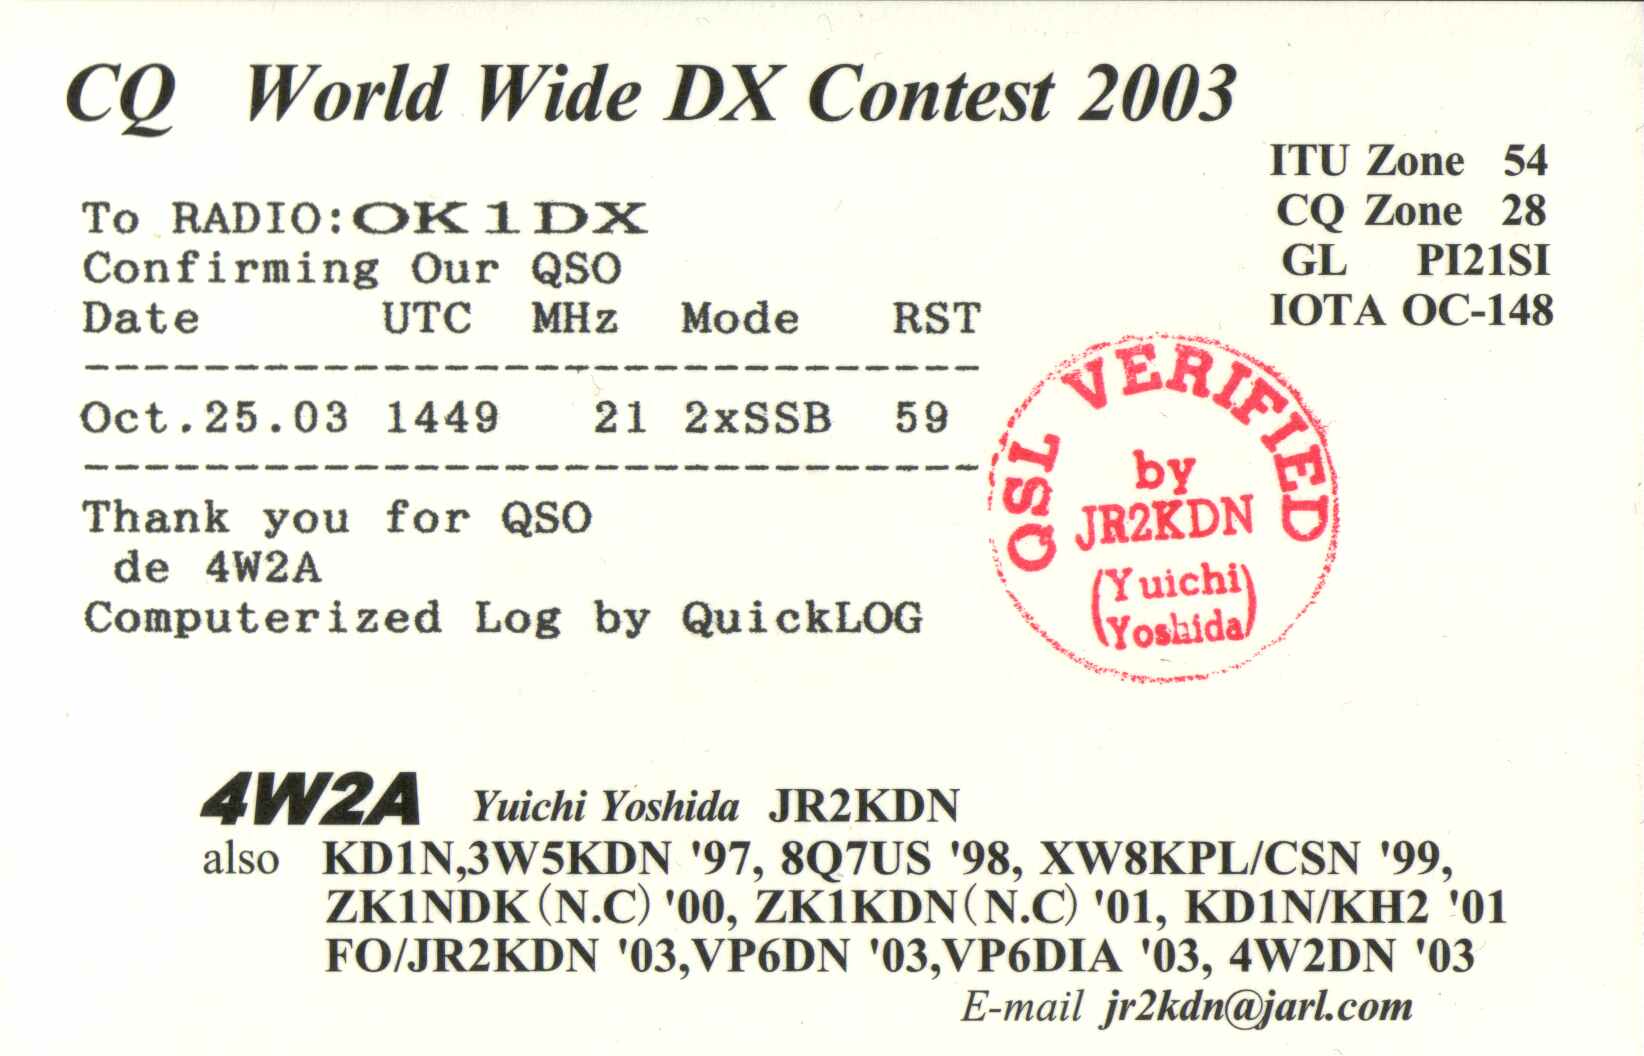 CQ World Wide DX Contest 2003
ITU Zone 54
CQ Zone 28
GL PI21SI
IOTA OC-148
To RADIO:OK1DX
Confirming Our QSO
Date UTC MHz Mode RST
------------------------------
Oct.25.03 1449 21 2xSSB 59
------------------------------
Thank you for QSO
de 4W2A
Computerized Log by QuickLOG
QSL VERIFIED
by
JR2KDN
(Yuichi
Yoshida)
4W2A Yuichi Yoshida JR2KDN
also KD1N,3W5KDN '97, 8Q7US '98, XW8KPL/CSN '99,
ZK1NDK(N.C) '00, ZK1KDN(N.C) '01, KD1N/KH2 '01
FO/JR2KDN '03,VP6DN '03,VP6DIA '03, 4W2DN '03
E-mail jr2kdn@jarl.com